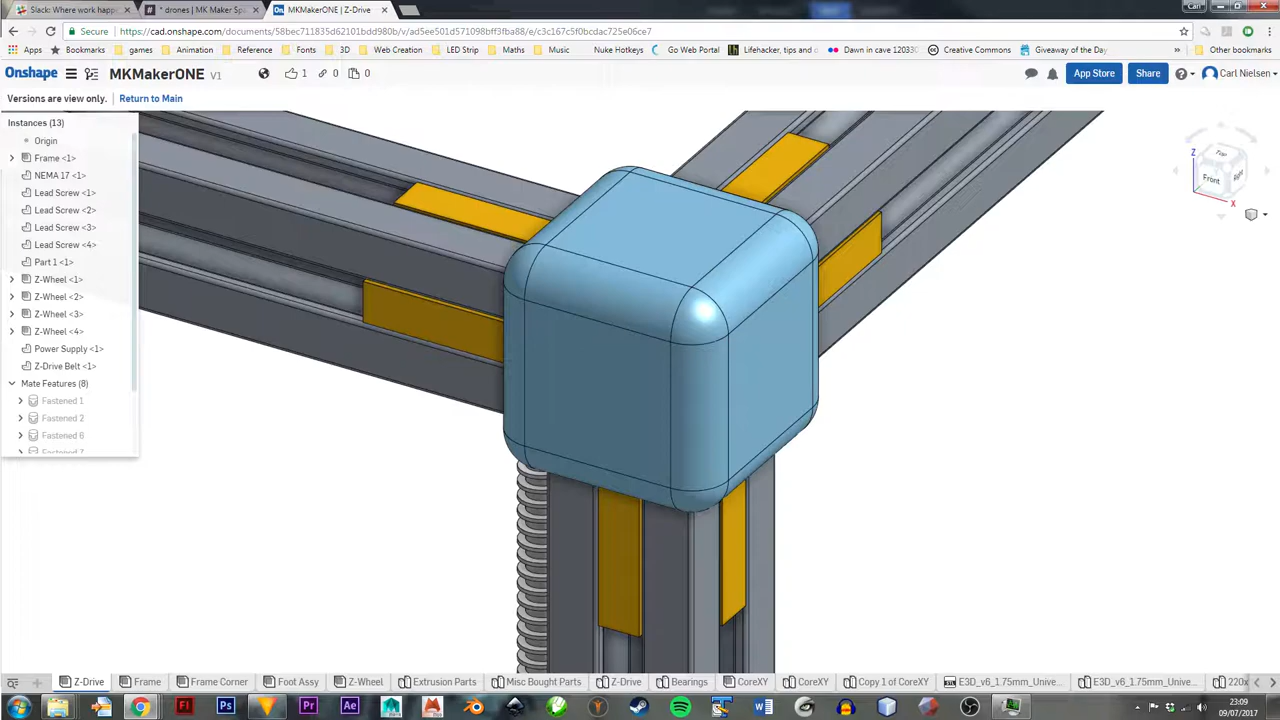 Slack: Where work happ
* drones | MK Maker Sp
MKMakerONE | Z-Drive
Carl
Secure
https://cad.onshape.com/documents/58bec711835d62101bdd980b/v/ad5ee501d571098bff3fba88/e/c3c167c5f0bcdac725e06ce7
Apps
Bookmarks
games
Animation
Reference
Fonts
3D
Web Creation
LED Strip
Maths
Music
Nuke Hotkeys
Go Web Portal
Lifehacker, tips and d
Dawn in cave 120330
Creative Commons
Giveaway of the Day
Other bookmarks
Onshape
MKMakerONE V1
1
0
0
App Store
Share
Carl Nielsen
Versions are view only.
Return to Main
Instances (13)
Origin
Frame <1>
NEMA 17 <1>
Lead Screw <1>
Lead Screw <2>
Lead Screw <3>
Lead Screw <4>
Part 1 <1>
Z-Wheel <1>
Z-Wheel <2>
Z-Wheel <3>
Z-Wheel <4>
Power Supply <1>
Z-Drive Belt <1>
Mate Features (8)
Fastened 1
Fastened 2
Fastened 6
Z
Top
Front
Right
X
Z-Drive
Frame
Frame Corner
Foot Assy
Z-Wheel
Extrusion Parts
Misc Bought Parts
Z-Drive
Bearings
CoreXY
CoreXY
Copy 1 of CoreXY
E3D_v6_1.75mm_Unive...
E3D_v6_1.75mm_Unive...
220x
Fl
Ps
Pr
Ae
23:09
09/07/2017